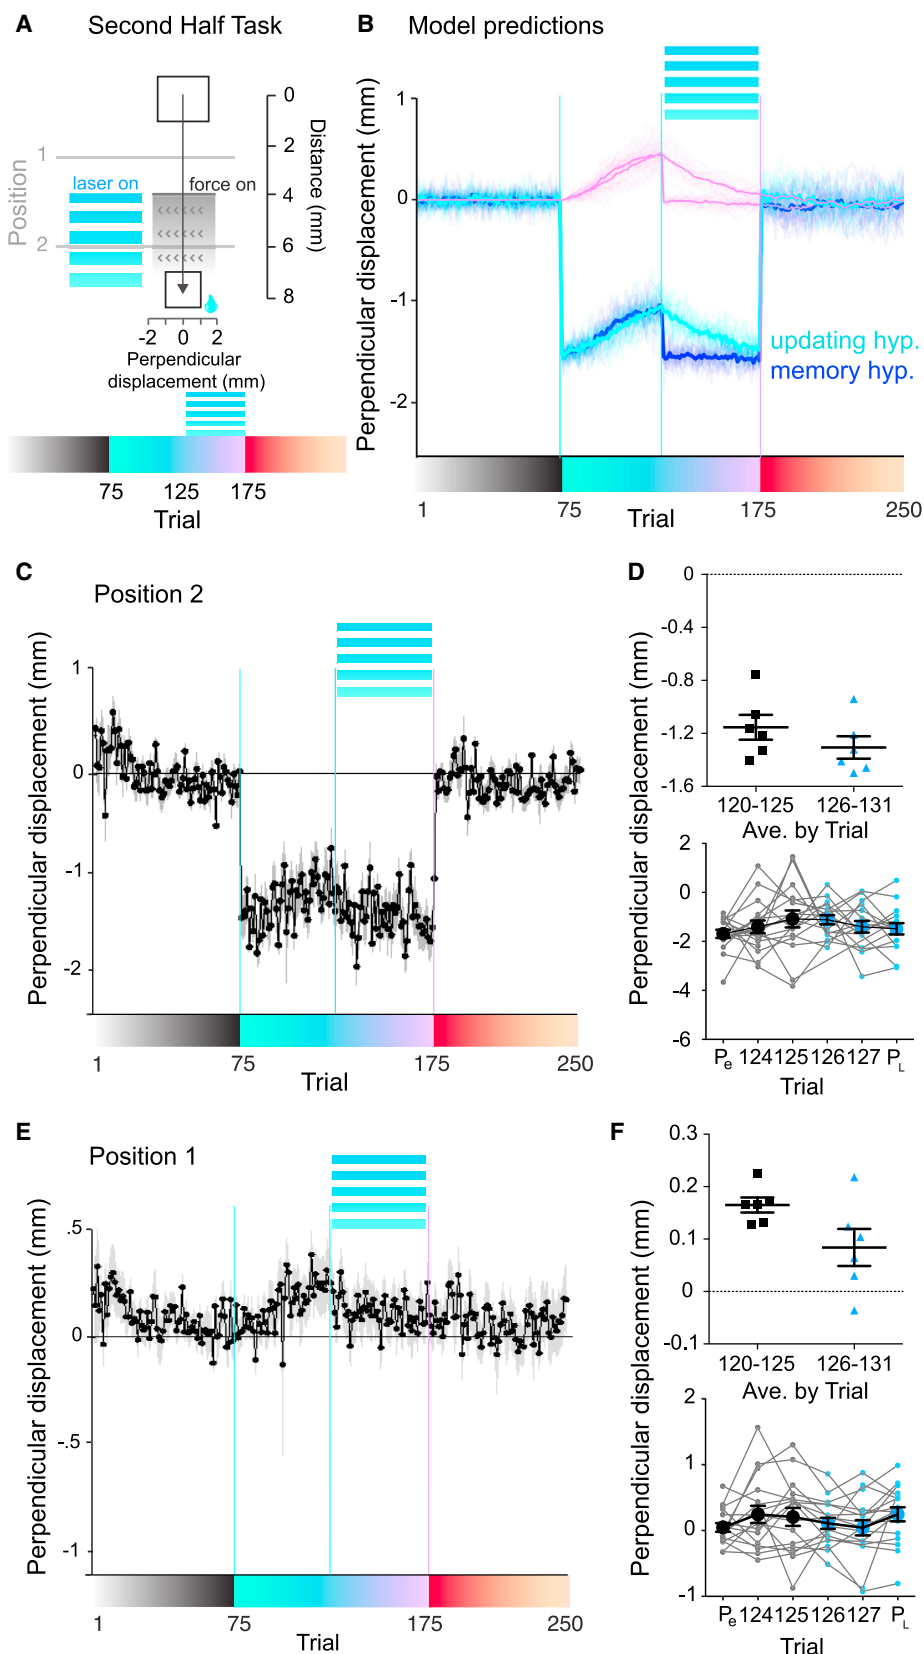 A Second Half Task
0
2
4
6
8
Distance (mm)
Position
1
2
laser on
force on
-2 0 2
Perpendicular
displacement (mm)
75 125 175
Trial
B Model predictions
Perpendicular displacement (mm)
1
0
-1
-2
updating hyp.
memory hyp.
1 75 175 250
Trial
C
Position 2
Perpendicular displacement (mm)
1
0
-1
-2
1 75 175 250
Trial
D
Perpendicular displacement (mm)
0
-0.4
-0.8
-1.2
-1.6
120-125 126-131
Ave. by Trial
2
0
-2
-4
-6
Pe 124 125 126 127 PL
Trial
E
Position 1
Perpendicular displacement (mm)
.5
0
-.5
-1
1 75 175 250
Trial
F
Perpendicular displacement (mm)
0.3
0.2
0.1
0
-0.1
120-125 126-131
Ave. by Trial
2
1
0
-1
Pe 124 125 126 127 PL
Trial